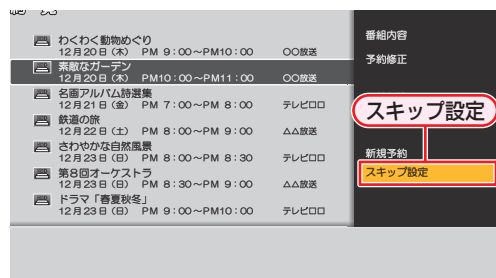 わくわく動物めぐり
12月20日(木) PM 9:00～PM10:00 〇〇放送
素敵なガーデン
12月20日(木) PM10:00～PM11:00 〇〇放送
名画アルバム詩選集
12月21日(金) PM 7:00～PM 8:00 テレビ□□
鉄道の旅
12月22日(土) PM 8:00～PM 9:00 △△放送
さわやかな自然風景
12月23日(日) PM 8:00～PM 8:30 テレビ□□
第8回オーケストラ
12月23日(日) PM 8:30～PM 9:00 △△放送
ドラマ「春夏秋冬」
12月23日(日) PM 9:00～PM10:00 テレビ□□
番組内容
予約修正
スキップ設定
新規予約
スキップ設定